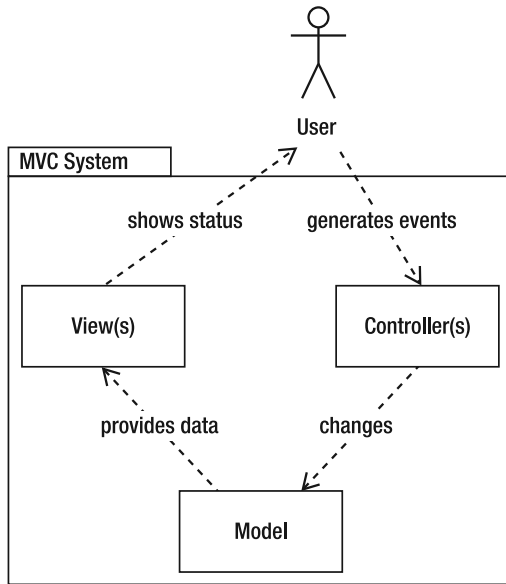 User
MVC System
shows status
generates events
View(s)
Controller(s)
provides data
changes
Model